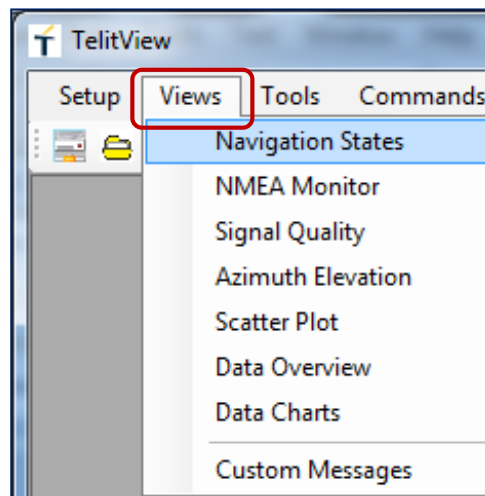 TelitView
Setup Views Tools Commands
Navigation States
NMEA Monitor
Signal Quality
Azimuth Elevation
Scatter Plot
Data Overview
Data Charts
Custom Messages